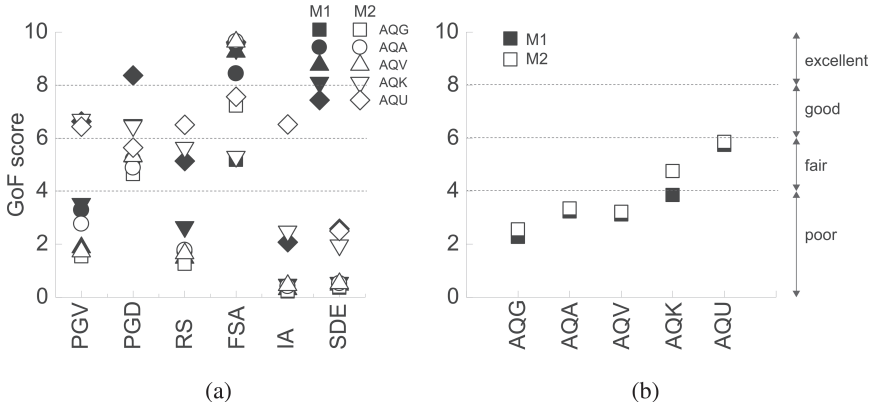 M1 M2
AQG
AQA
AQV
AQK
AQU
GoF score
10
8
6
4
2
0
PGV
PGD
RS
FSA
IA
SDE
(a)
M1
M2
10
8
6
4
2
0
AQG
AQA
AQV
AQK
AQU
excellent
good
fair
poor
(b)